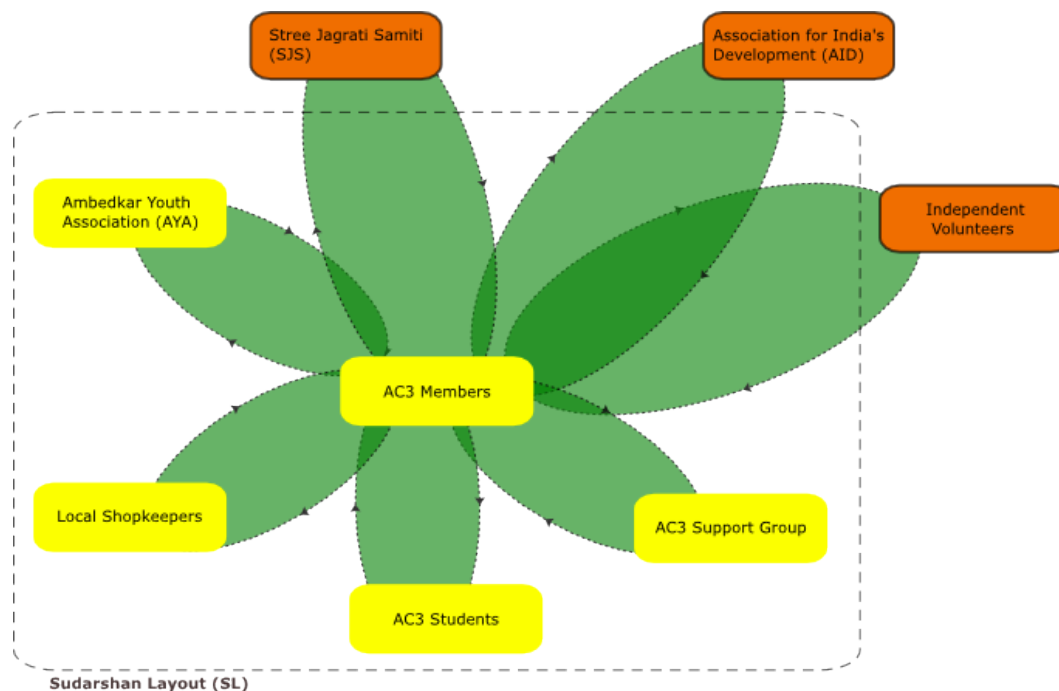 Stree Jagrati Samiti
(SJS)
Association for India's
Development (AID)
Ambedkar Youth
Association (AYA)
Independent
Volunteers
AC3 Members
Local Shopkeepers
AC3 Support Group
AC3 Students
Sudarshan Layout (SL)